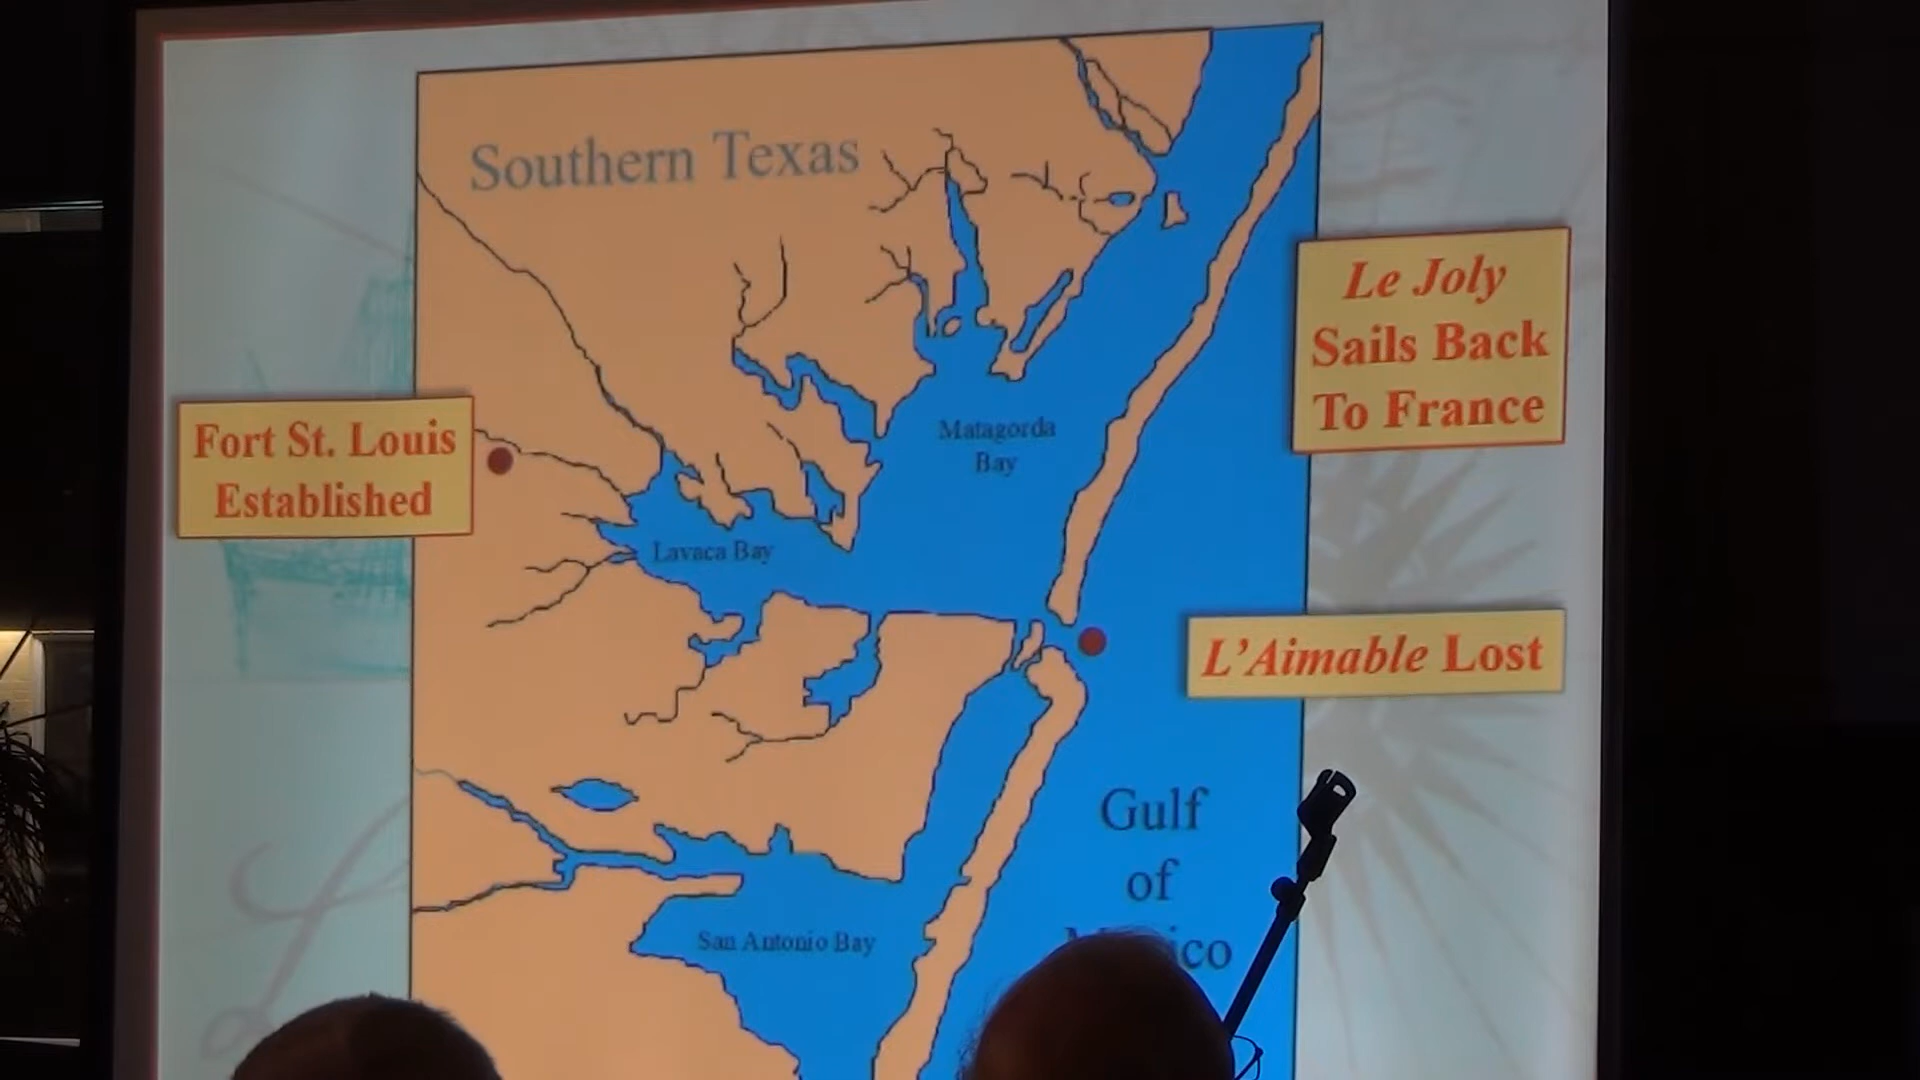 Southern Texas
Le Joly
Sails Back
To France
Fort St. Louis
Established
Matagorda
Bay
Lavaca Bay
L'Aimable Lost
Gulf
of
San Antonio Bay